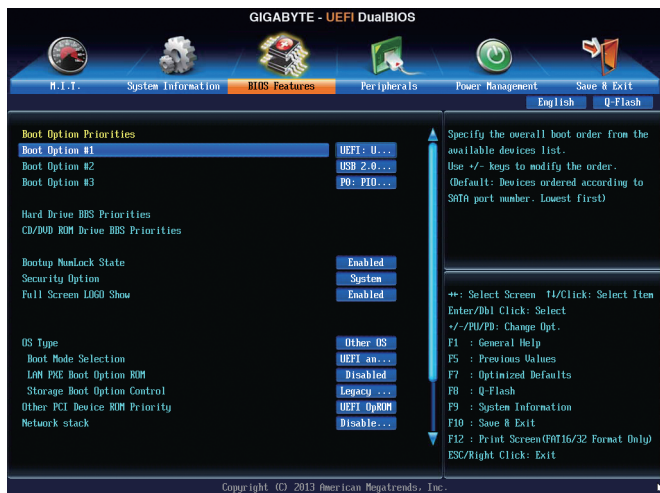 GIGABYTE - UEFI DualBIOS
M.I.T. System Information BIOS Features Peripherals Power Management Save & Exit
English Q-Flash
Boot Option Priorities
Boot Option #1 UEFI: U...
Boot Option #2 USB 2.0...
Boot Option #3 P0: PIO...
Hard Drive BBS Priorities
CD/DVD ROM Drive BBS Priorities
Bootup NumLock State Enabled
Security Option System
Full Screen LOGO Show Enabled
OS Type Other OS
Boot Mode Selection UEFI an...
LAN PXE Boot Option ROM Disabled
Storage Boot Option Control Legacy ...
Other PCI Device ROM Priority UEFI OpROM
Network stack Disable...
Specify the overall boot order from the
available devices list.
Use +/- keys to modify the order.
(Default: Devices ordered according to
SATA port number. Lowest first)
→←: Select Screen ↑↓/Click: Select Item
Enter/Dbl Click: Select
+/-/PU/PD: Change Opt.
F1 : General Help
F5 : Previous Values
F7 : Optimized Defaults
F8 : Q-Flash
F9 : System Information
F10 : Save & Exit
F12 : Print Screen(FAT16/32 Format Only)
ESC/Right Click: Exit
Copyright (C) 2013 American Megatrends, Inc.